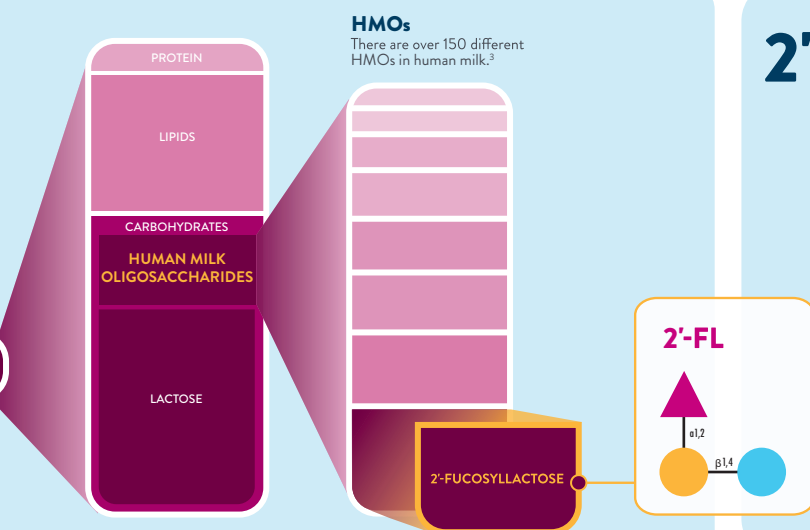 HMOs
There are over 150 different
HMOs in human milk.³
PROTEIN
LIPIDS
CARBOHYDRATES
HUMAN MILK
OLIGOSACCHARIDES
LACTOSE
2'-FUCOSYLLACTOSE
2'
2'-FL
α1,2
β1,4